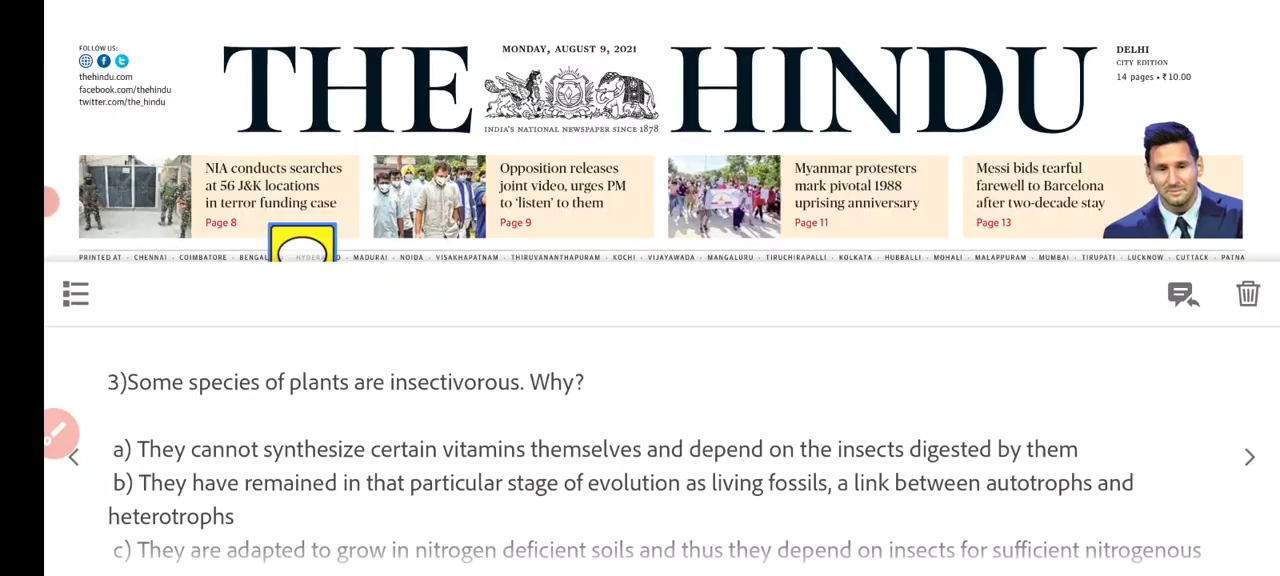 FOLLOW US:
thehindu.com
facebook.com/thehindu
twitter.com/the_hindu
THE HINDU
MONDAY, AUGUST 9, 2021
INDIA'S NATIONAL NEWSPAPER SINCE 1878
DELHI
CITY EDITION
14 pages • ₹10.00
NIA conducts searches
at 56 J&K locations
in terror funding case
Page 8
Opposition releases
joint video, urges PM
to 'listen' to them
Page 9
Myanmar protesters
mark pivotal 1988
uprising anniversary
Page 11
Messi bids tearful
farewell to Barcelona
after two-decade stay
Page 13
PRINTED AT • CHENNAI • COIMBATORE • • MADURAI • NOIDA • VISAKHAPATNAM • THIRUVANANTHAPURAM • KOCHI • VIJAYAWADA • MANGALURU • TIRUCHIRAPALLI • KOLKATA • HUBBALLI • MOHALI • MALAPPURAM • MUMBAI • TIRUPATI • LUCKNOW • CUTTACK • PATNA
3)Some species of plants are insectivorous. Why?
a) They cannot synthesize certain vitamins themselves and depend on the insects digested by them
b) They have remained in that particular stage of evolution as living fossils, a link between autotrophs and
heterotrophs
c) They are adapted to grow in nitrogen deficient soils and thus they depend on insects for sufficient nitrogenous